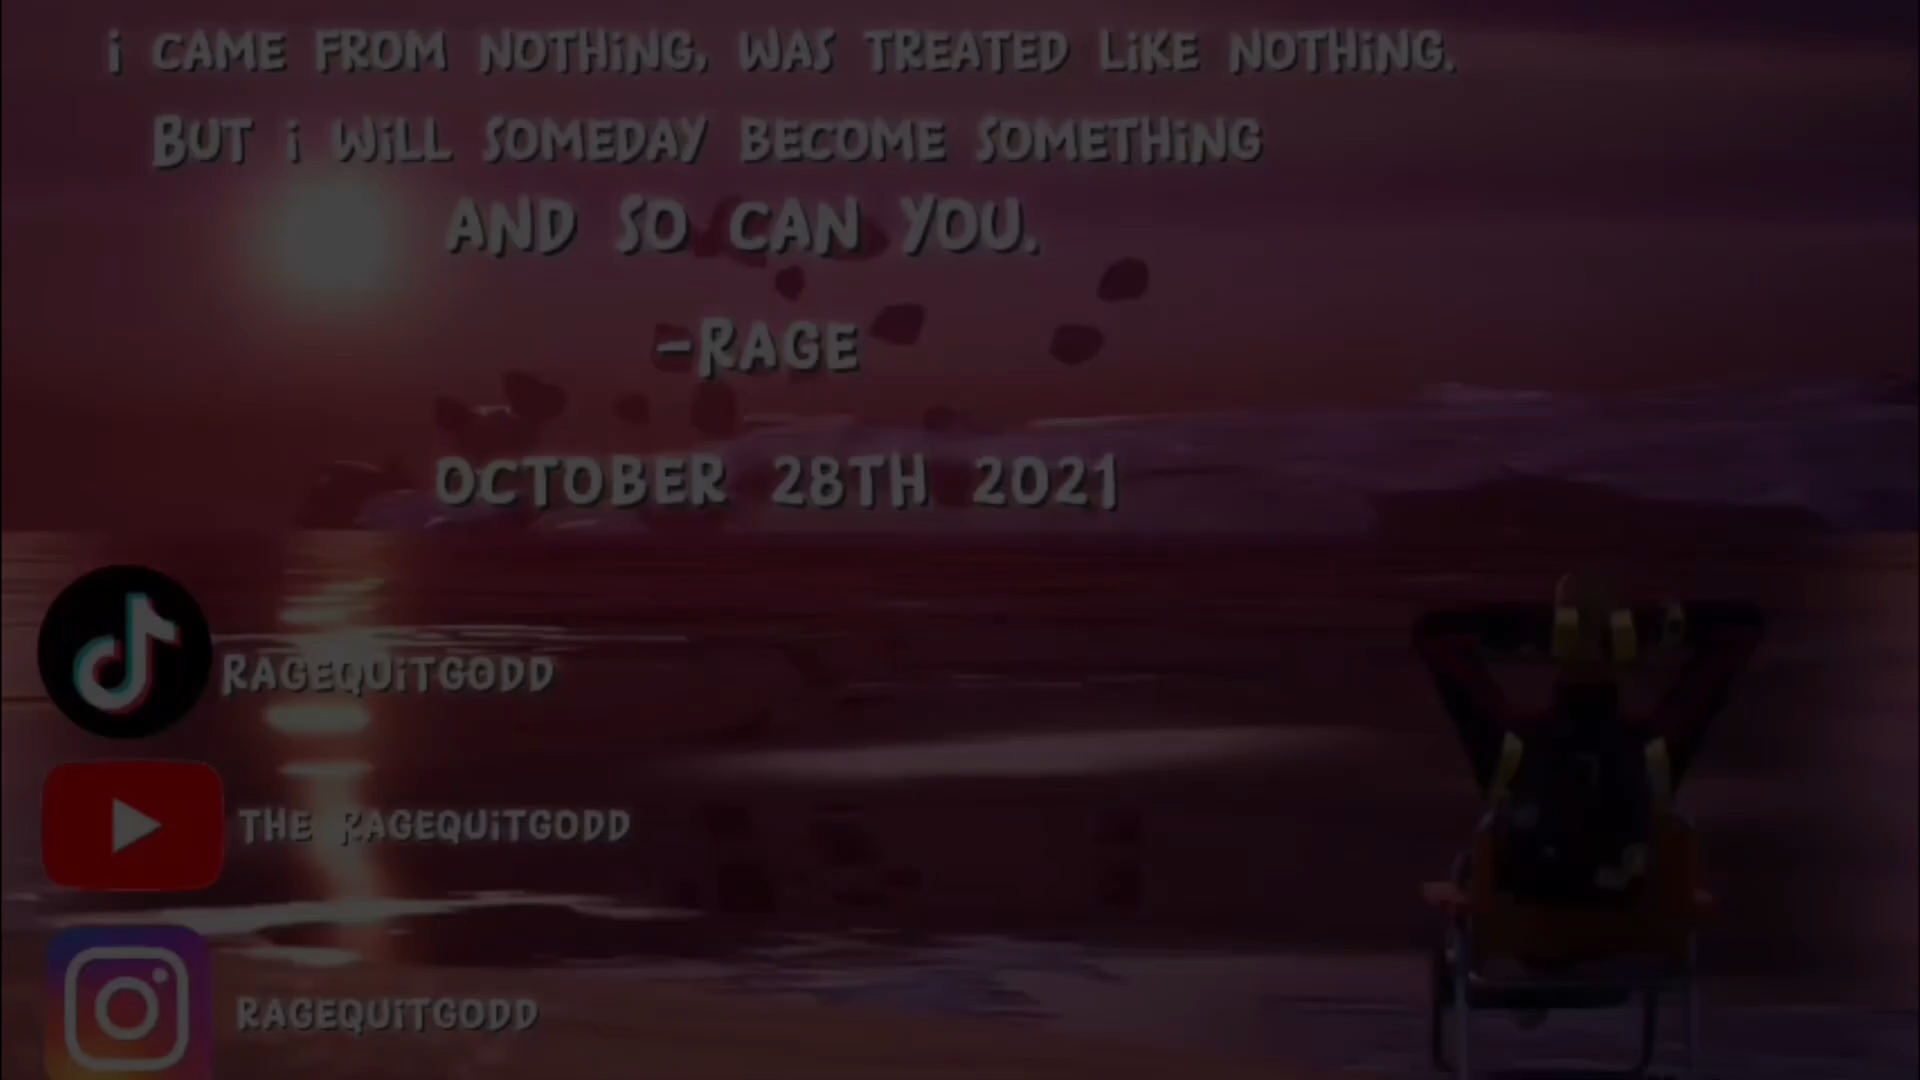 i CAME FROM NOTHiNG, WAS TREATED LiKE NOTHiNG.
BUT i WiLL SOMEDAY BECOME SOMETHiNG
AND SO CAN YOU.
-RAGE
OCTOBER 28TH 2021
RAGEQUiTGODD
THE RAGEQUiTGODD
RAGEQUiTGODD